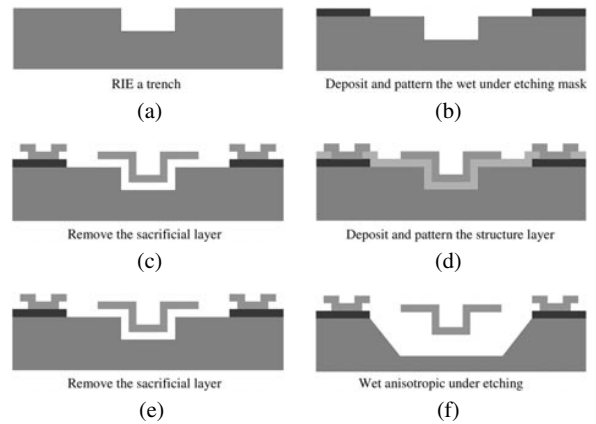 RIE a trench
(a)
Deposit and pattern the wet under etching mask
(b)
Remove the sacrificial layer
(c)
Deposit and pattern the structure layer
(d)
Remove the sacrificial layer
(e)
Wet anisotropic under etching
(f)